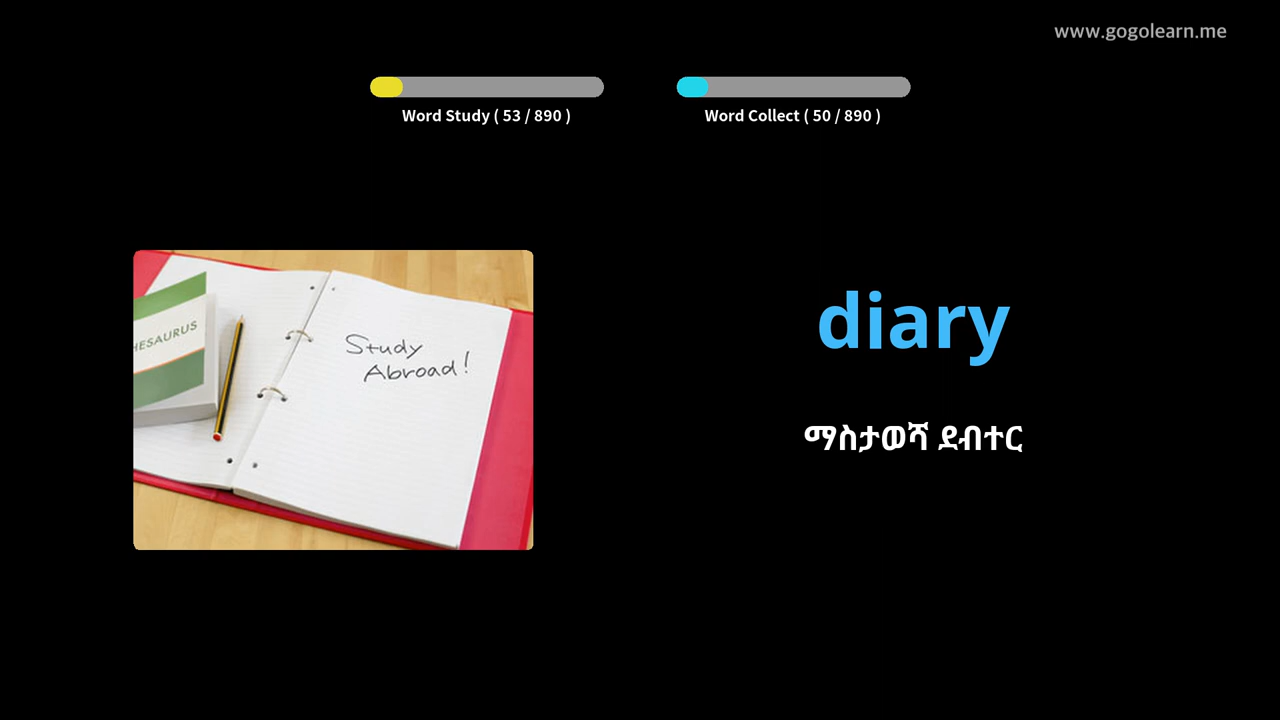 www.gogolearn.me
Word Study ( 53 / 890 )
Word Collect ( 50 / 890 )
HESAURUS
Study
Abroad!
diary
ማስታወሻ ደብተር